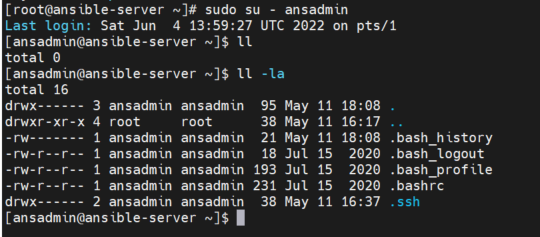 [root@ansible-server ~]# sudo su - ansadmin
Last login: Sat Jun  4 13:59:27 UTC 2022 on pts/1
[ansadmin@ansible-server ~]$ ll
total 0
[ansadmin@ansible-server ~]$ ll -la
total 16
drwx------ 3 ansadmin ansadmin  95 May 11 18:08 .
drwxr-xr-x 4 root     root      38 May 11 16:17 ..
-rw------- 1 ansadmin ansadmin  21 May 11 18:08 .bash_history
-rw-r--r-- 1 ansadmin ansadmin  18 Jul 15  2020 .bash_logout
-rw-r--r-- 1 ansadmin ansadmin 193 Jul 15  2020 .bash_profile
-rw-r--r-- 1 ansadmin ansadmin 231 Jul 15  2020 .bashrc
drwx------ 2 ansadmin ansadmin  38 May 11 16:37 .ssh
[ansadmin@ansible-server ~]$